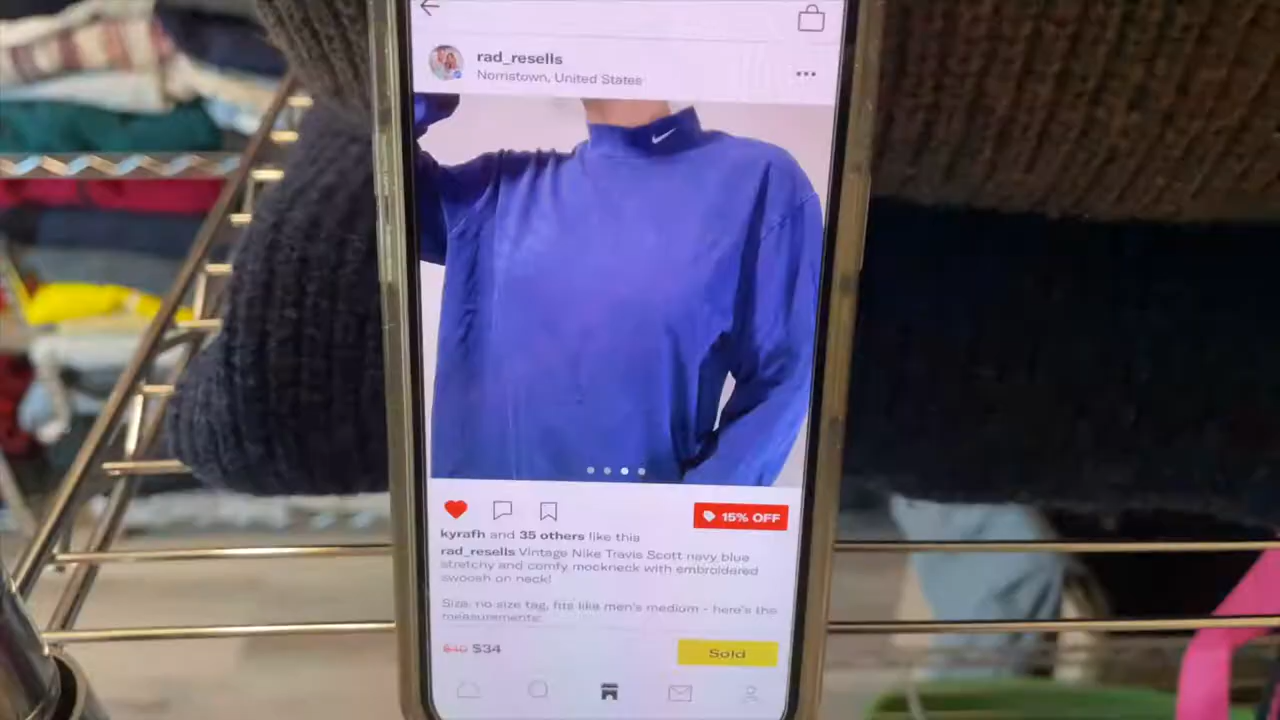 rad_resells
Norristown, United States
15% OFF
kyrafh and 35 others like this
rad_resells Vintage Nike Travis Scott navy blue
stretchy and comfy mockneck with embroidered
swoosh on neck!
Size: no size tag, fits like men's medium - here's the
measurements:
$40 $34
Sold